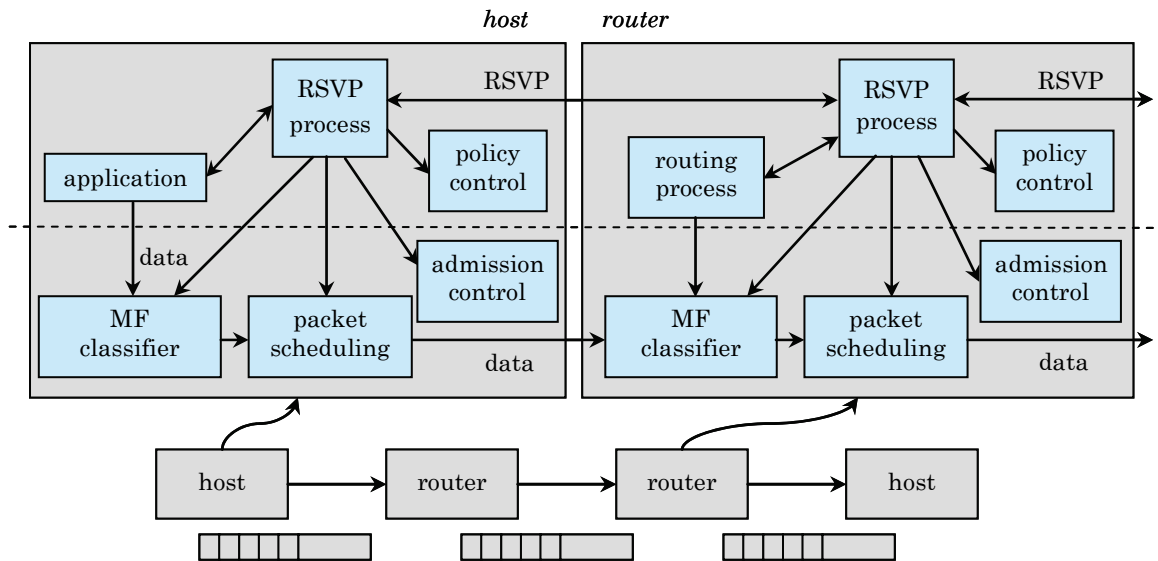 host
router
RSVP
process
RSVP
RSVP
process
RSVP
application
policy
control
routing
process
policy
control
data
admission
control
admission
control
MF
classifier
packet
scheduling
data
MF
classifier
packet
scheduling
data
host
router
router
host